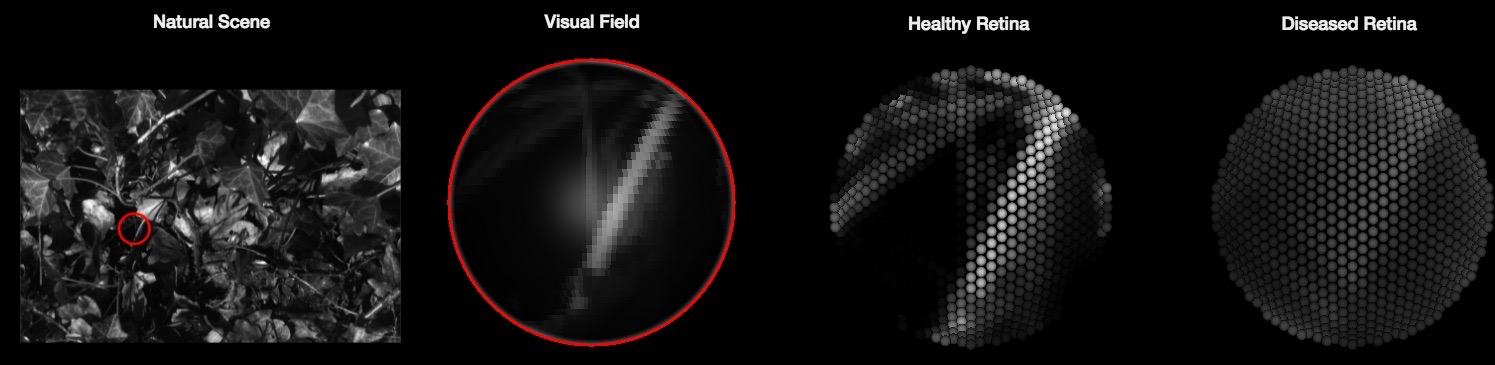 Natural Scene
Visual Field
Healthy Retina
Diseased Retina